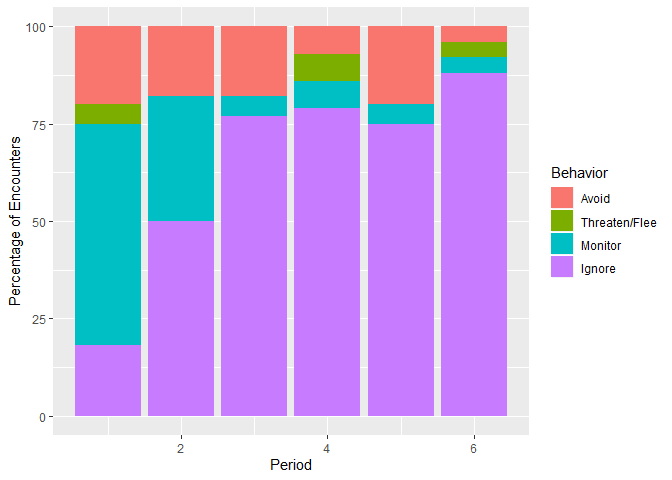 100
75
50
25
0
Percentage of Encounters
2
4
6
Period
Behavior
Avoid
Threaten/Flee
Monitor
Ignore